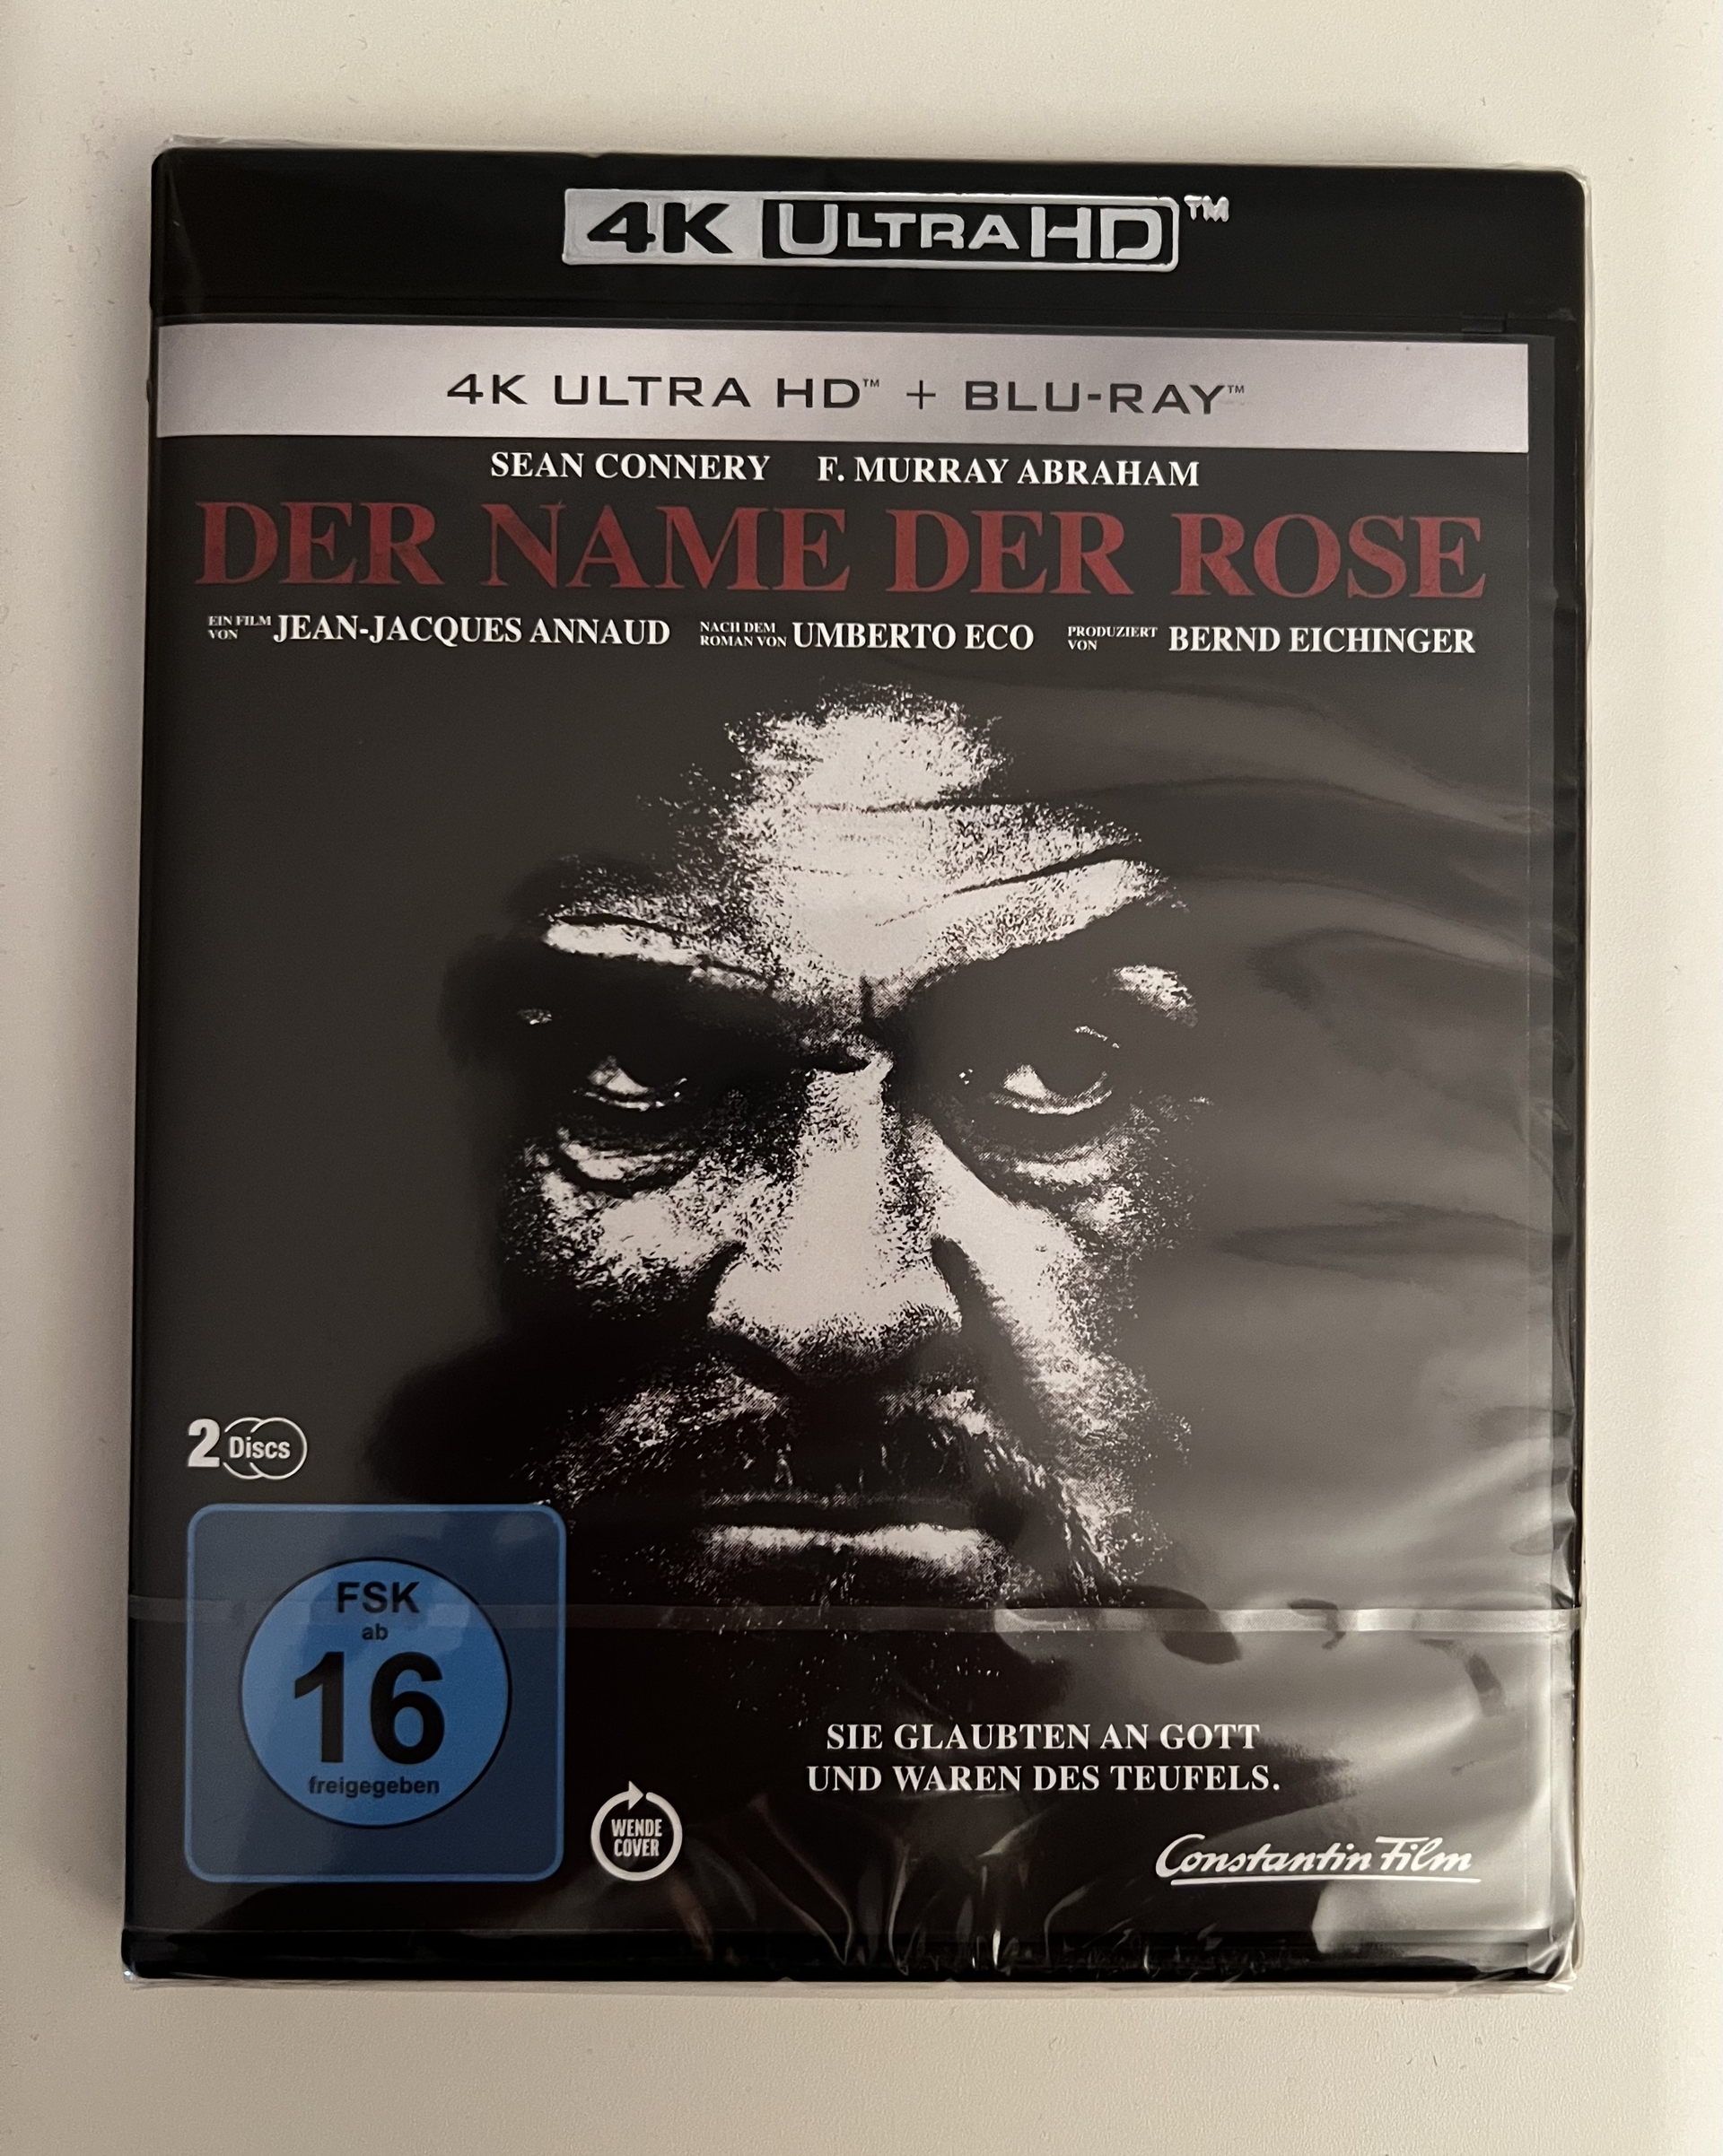 4K ULTRA HD™
4K ULTRA HD™ + BLU-RAY™
SEAN CONNERY F. MURRAY ABRAHAM
DER NAME DER ROSE
EIN FILM VON JEAN-JACQUES ANNAUD NACH DEM ROMAN VON UMBERTO ECO PRODUZIERT VON BERND EICHINGER
2 Discs
FSK
ab
16
freigegeben
WENDE
COVER
SIE GLAUBTEN AN GOTT
UND WAREN DES TEUFELS.
Constantin Film